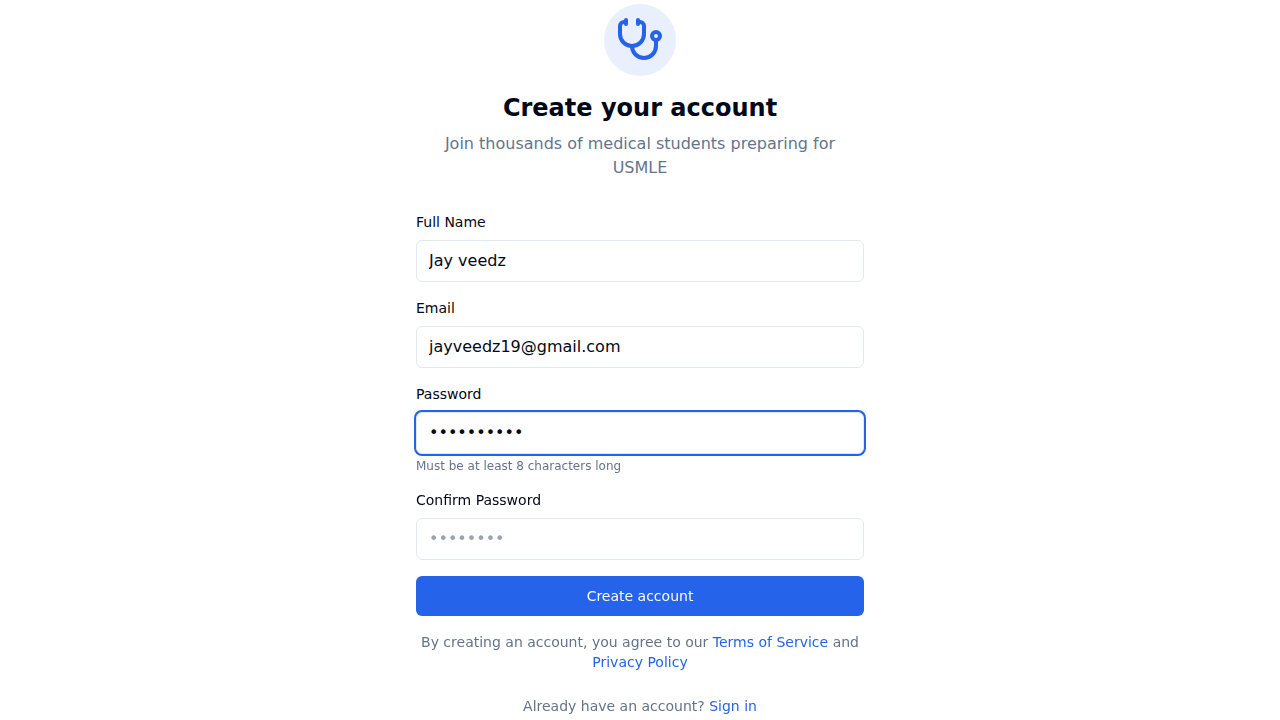 Create your account
Join thousands of medical students preparing for
USMLE
Full Name
Jay veedz
Email
jayveedz19@gmail.com
Password
••••••••••
Must be at least 8 characters long
Confirm Password
••••••••
Create account
By creating an account, you agree to our Terms of Service and
Privacy Policy
Already have an account? Sign in